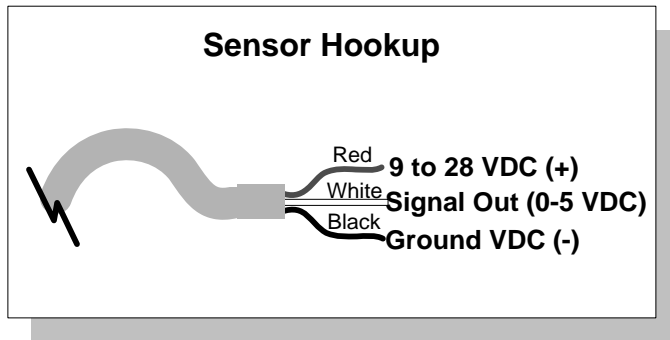 Sensor Hookup
Red
9 to 28 VDC (+)
White
Signal Out (0-5 VDC)
Black
Ground VDC (-)